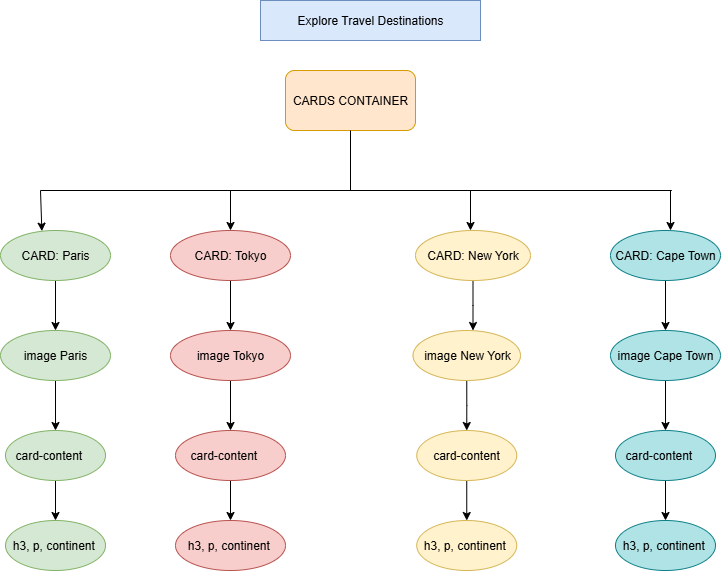 Explore Travel Destinations
CARDS CONTAINER
CARD: Paris
CARD: Tokyo
CARD: New York
CARD: Cape Town
image Paris
image Tokyo
image New York
image Cape Town
card-content
card-content
card-content
card-content
h3, p, continent
h3, p, continent
h3, p, continent
h3, p, continent